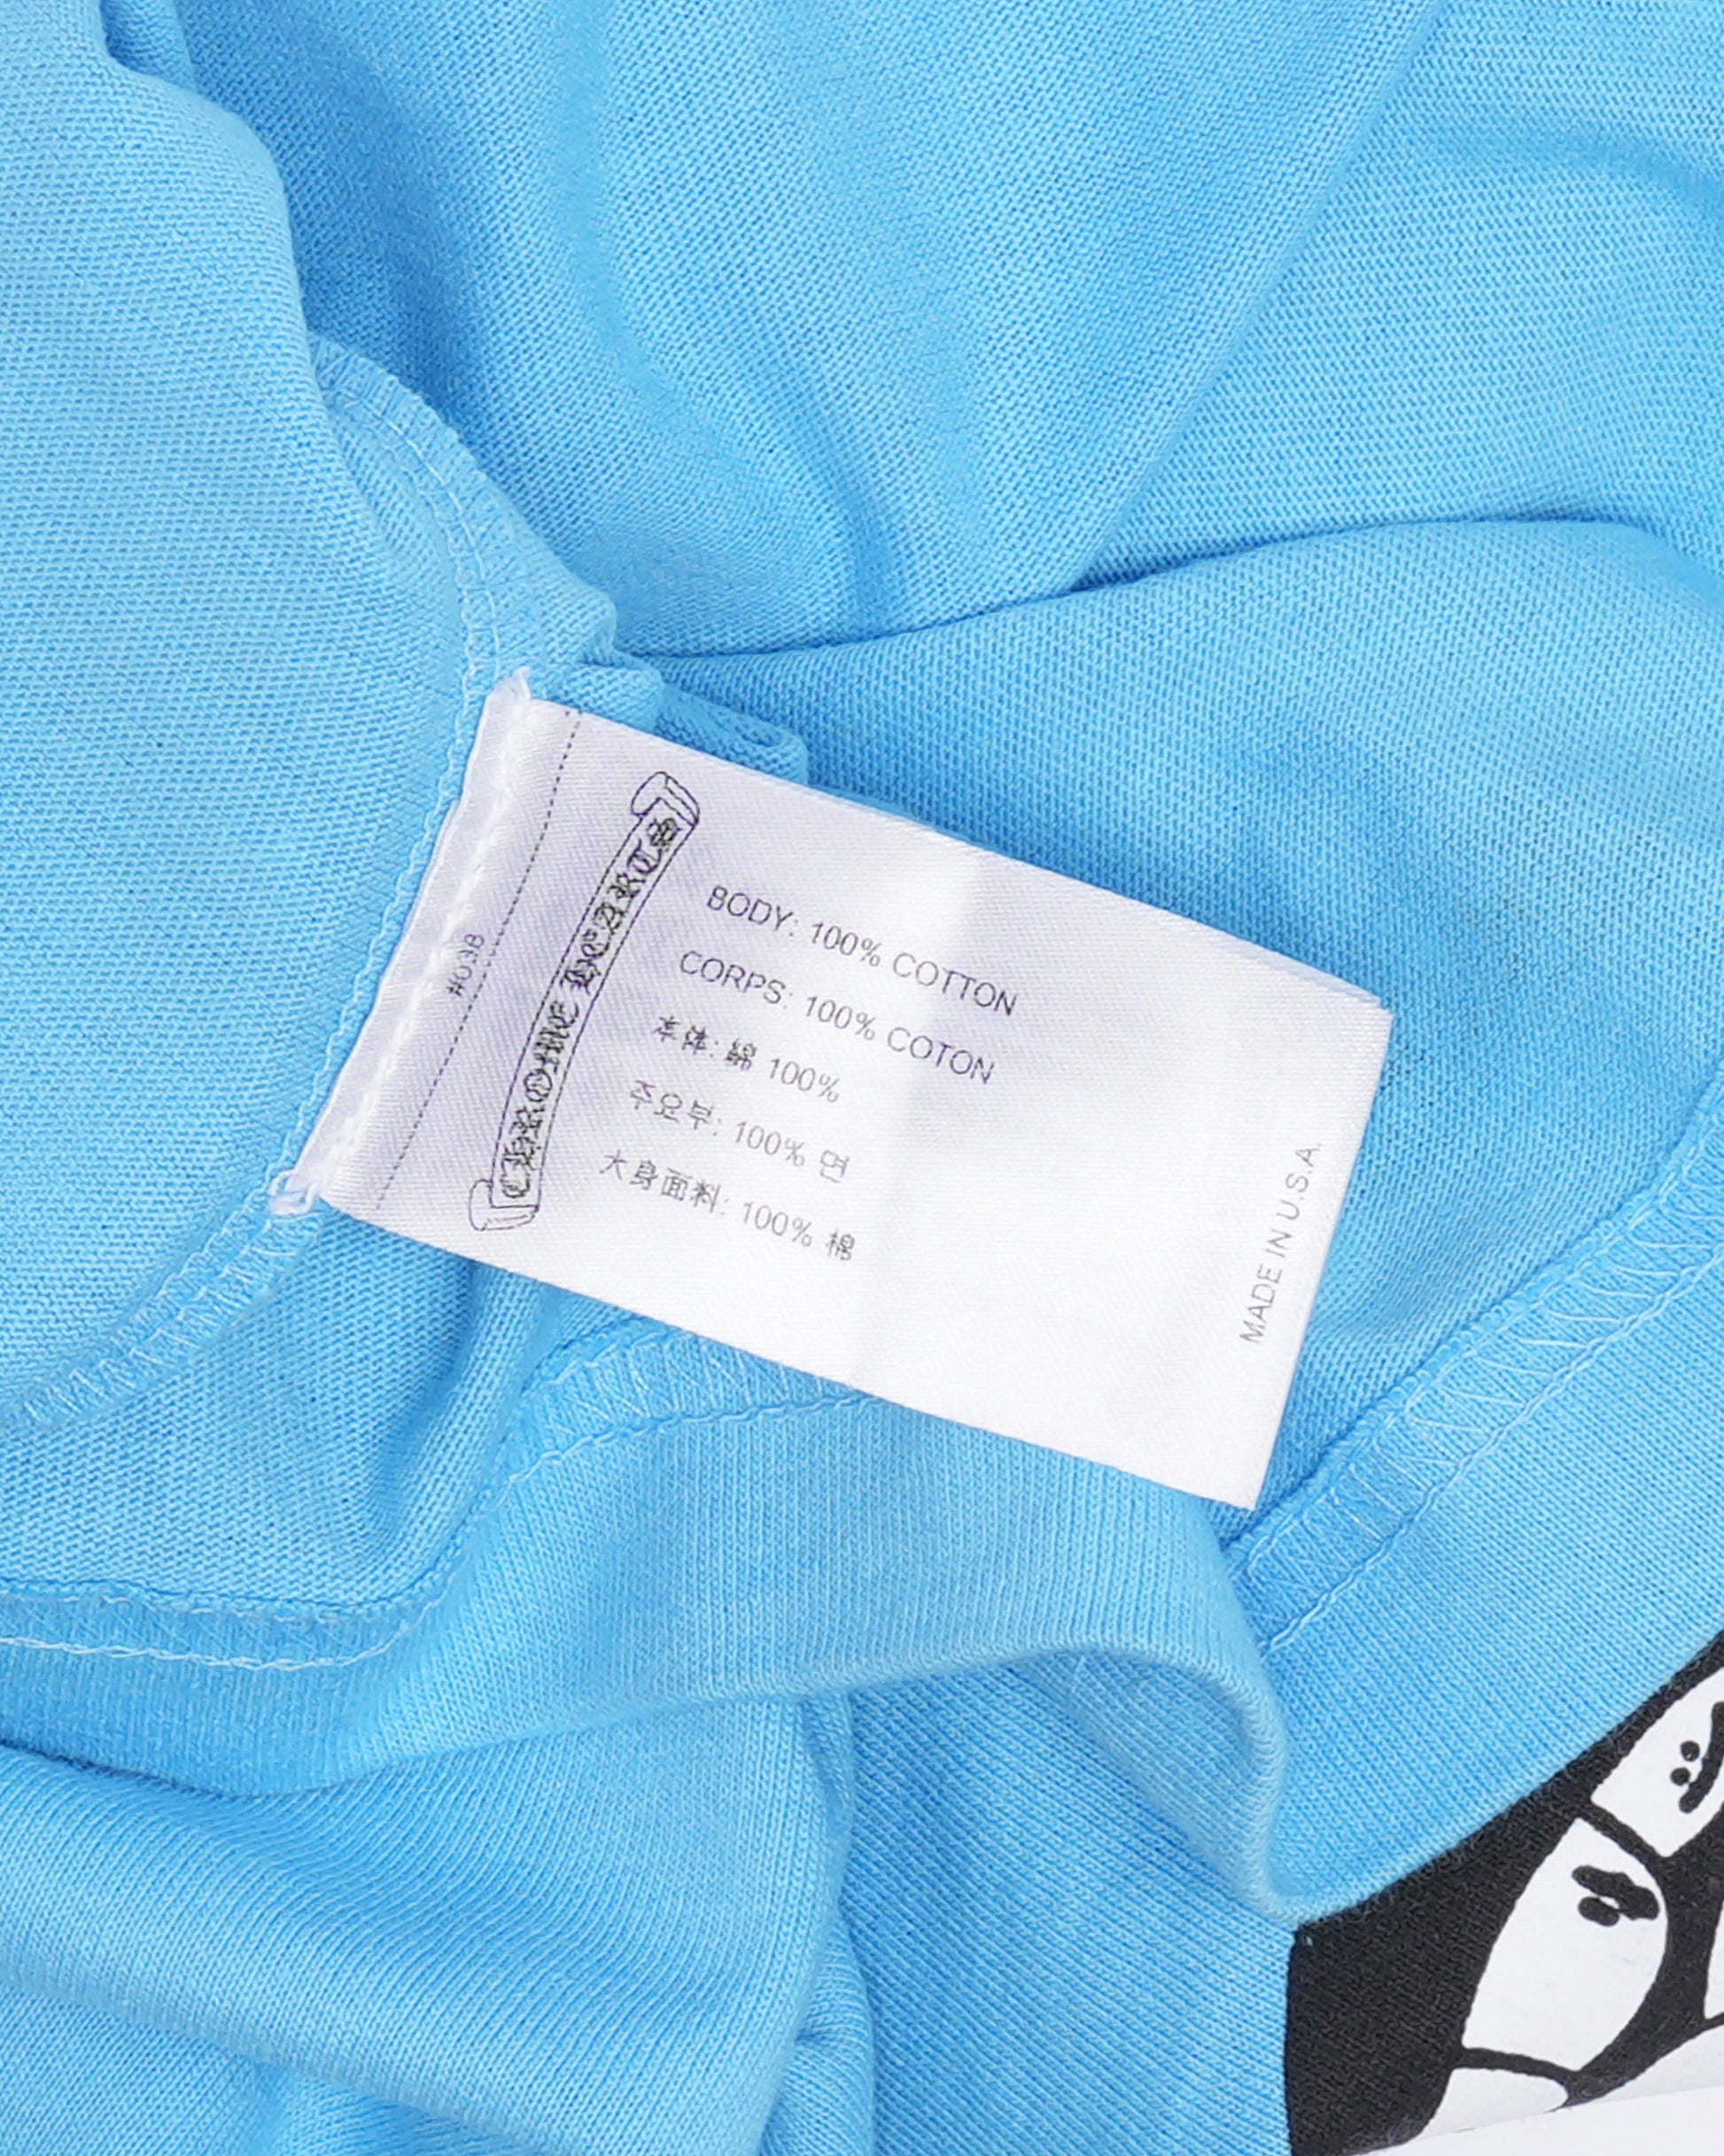 #038
CHROME HEARTS
BODY: 100% COTTON
CORPS: 100% COTON
本体: 綿 100%
주요부: 100% 면
大身面料: 100% 棉
MADE IN U.S.A.